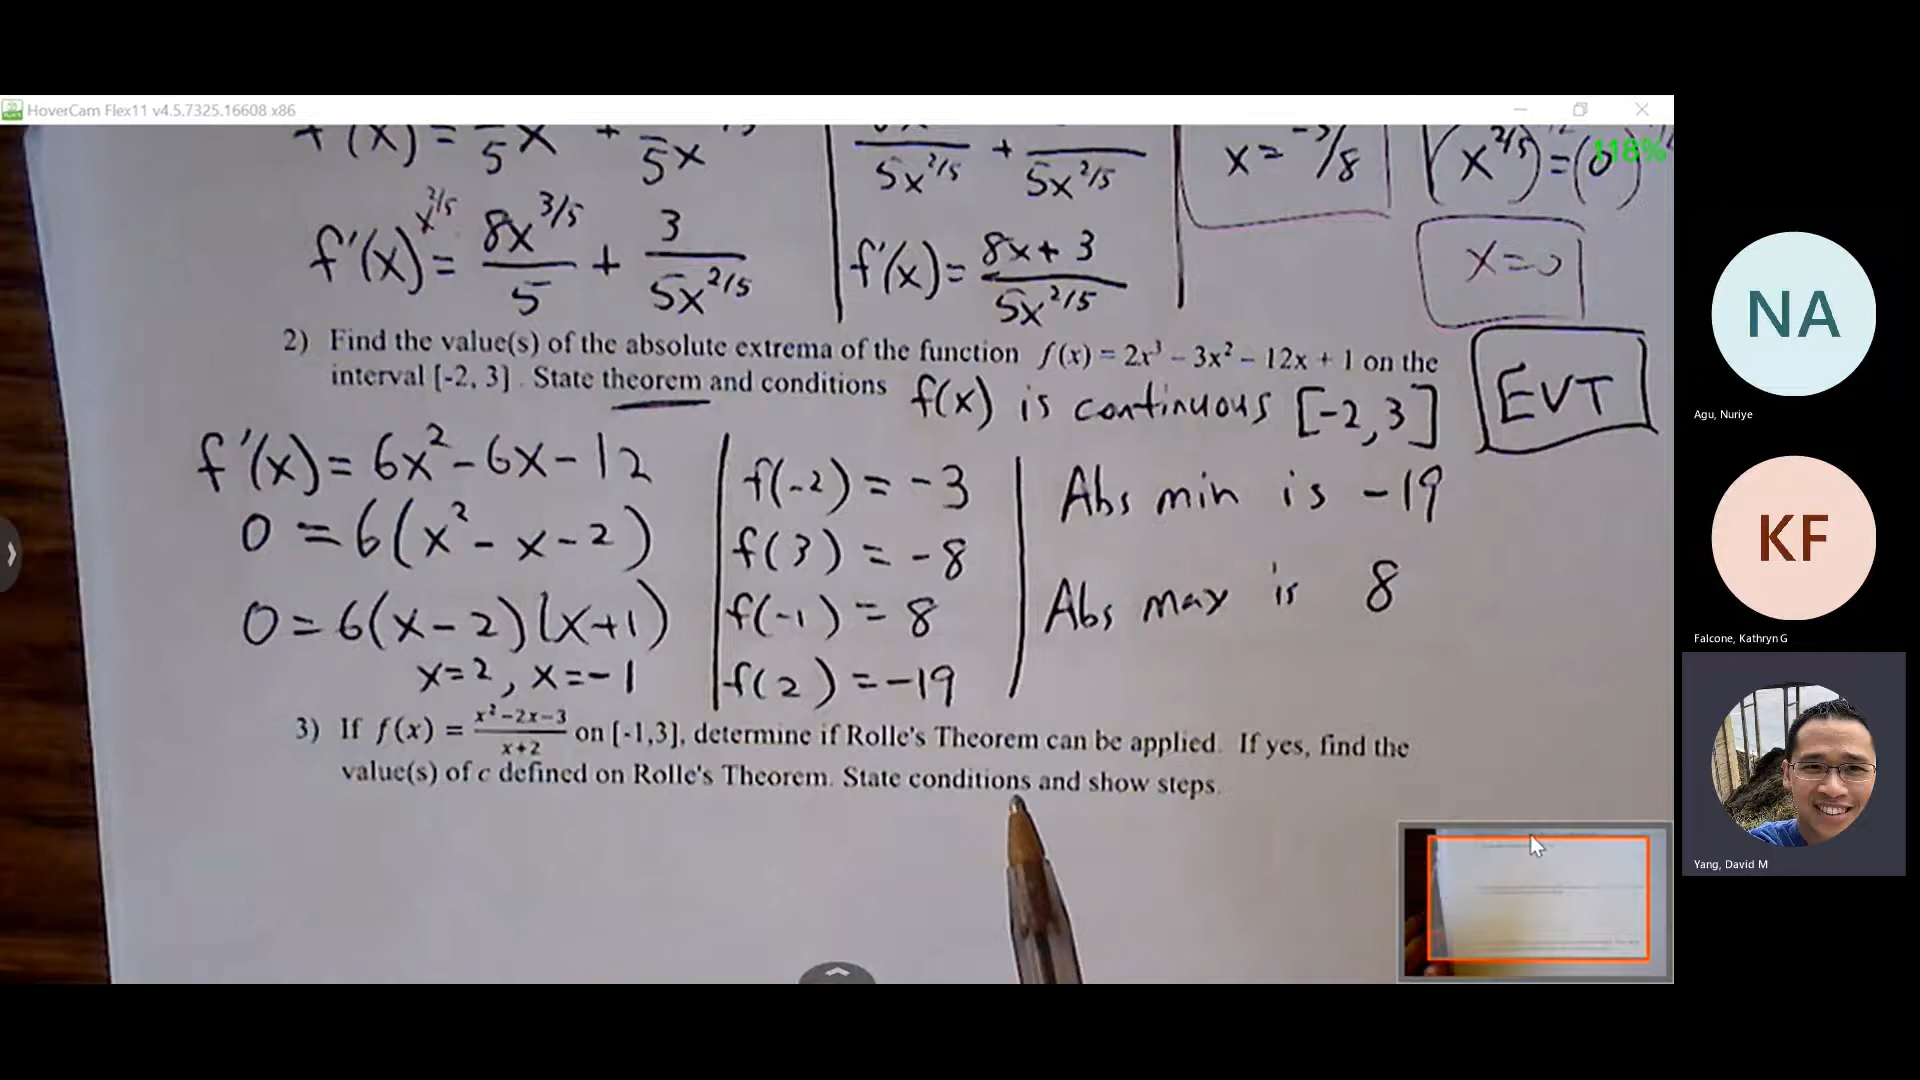 HoverCam Flex11 v4.5.7325.16608 x86
118%
x = -3/8
(x^{2/5}) = (0)
f'(x) = 8x^{3/5}/5 + 3/5x^{2/5}
x^{2/5}
f'(x) = 8x + 3/5x^{2/5}
x = 0
2) Find the value(s) of the absolute extrema of the function f(x) = 2x³ – 3x² – 12x + 1 on the
interval [-2, 3] . State theorem and conditions
f(x) is continuous [-2,3]
EVT
f'(x) = 6x² - 6x - 12
0 = 6(x² - x - 2)
0 = 6(x-2)(x+1)
x=2, x=-1
f(-2) = -3
f(3) = -8
f(-1) = 8
f(2) = -19
Abs min is -19
Abs max is 8
3) If f(x) = x²-2x-3/x+2 on [-1,3], determine if Rolle's Theorem can be applied. If yes, find the
value(s) of c defined on Rolle's Theorem. State conditions and show steps.
NA
Agu, Nuriye
KF
Falcone, Kathryn G
Yang, David M